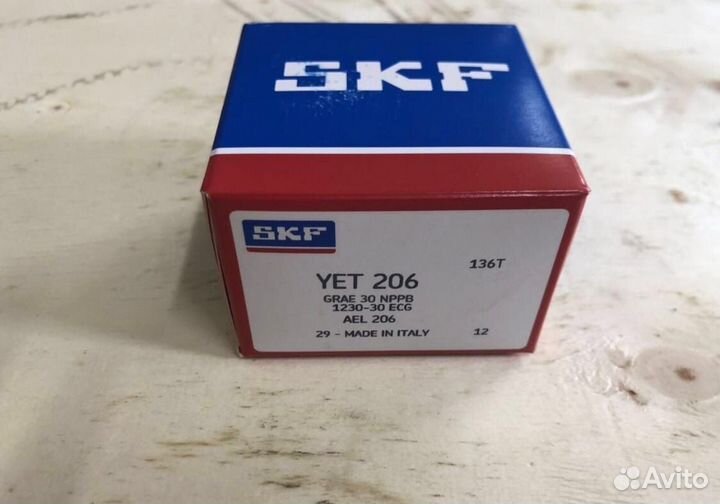 SKF
SKF
136T
YET 206
GRAE 30 NPPB
1230-30 ECG
AEL 206
29 - MADE IN ITALY
12
Avito